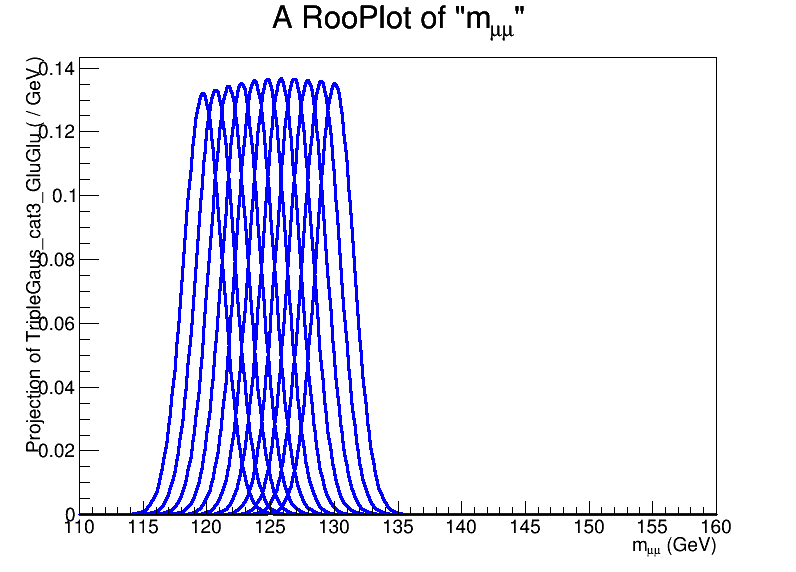 A RooPlot of "mμμ"
Projection of TripleGaus_cat3_GluGlu ( / GeV )
0.14
0.12
0.1
0.08
0.06
0.04
0.02
0
110 115 120 125 130 135 140 145 150 155 160
mμμ (GeV)